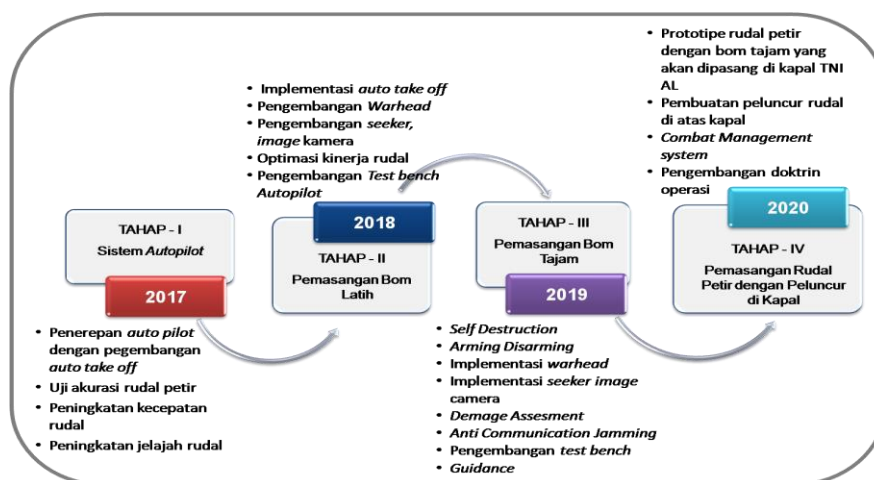 TAHAP - I
Sistem Autopilot
2017
• Penerepan auto pilot
dengan pegembangan
auto take off
• Uji akurasi rudal petir
• Peningkatan kecepatan
rudal
• Peningkatan jelajah rudal
• Implementasi auto take off
• Pengembangan Warhead
• Pengembangan seeker,
image kamera
• Optimasi kinerja rudal
• Pengembangan Test bench
Autopilot
2018
TAHAP - II
Pemasangan Bom
Latih
TAHAP - III
Pemasangan Bom
Tajam
2019
• Self Destruction
• Arming Disarming
• Implementasi warhead
• Implementasi seeker image
camera
• Demage Assesment
• Anti Communication Jamming
• Pengembangan test bench
• Guidance
• Prototipe rudal petir
dengan bom tajam yang
akan dipasang di kapal TNI
AL
• Pembuatan peluncur rudal
di atas kapal
• Combat Management
system
• Pengembangan doktrin
operasi
2020
TAHAP - IV
Pemasangan Rudal
Petir dengan Peluncur
di Kapal